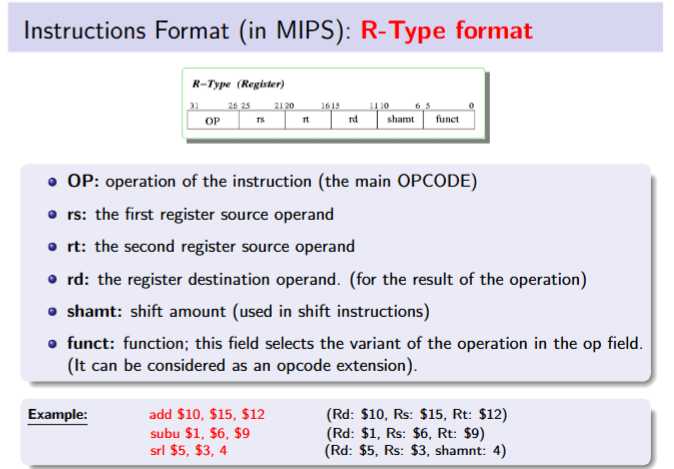 Instructions Format (in MIPS): R-Type format
R-Type (Register)
31 26 25 21 20 16 15 11 10 6 5 0
OP rs rt rd shamt funct
OP: operation of the instruction (the main OPCODE)
rs: the first register source operand
rt: the second register source operand
rd: the register destination operand. (for the result of the operation)
shamt: shift amount (used in shift instructions)
funct: function; this field selects the variant of the operation in the op field.
(It can be considered as an opcode extension).
Example: add $10, $15, $12 (Rd: $10, Rs: $15, Rt: $12)
subu $1, $6, $9 (Rd: $1, Rs: $6, Rt: $9)
srl $5, $3, 4 (Rd: $5, Rs: $3, shamnt: 4)